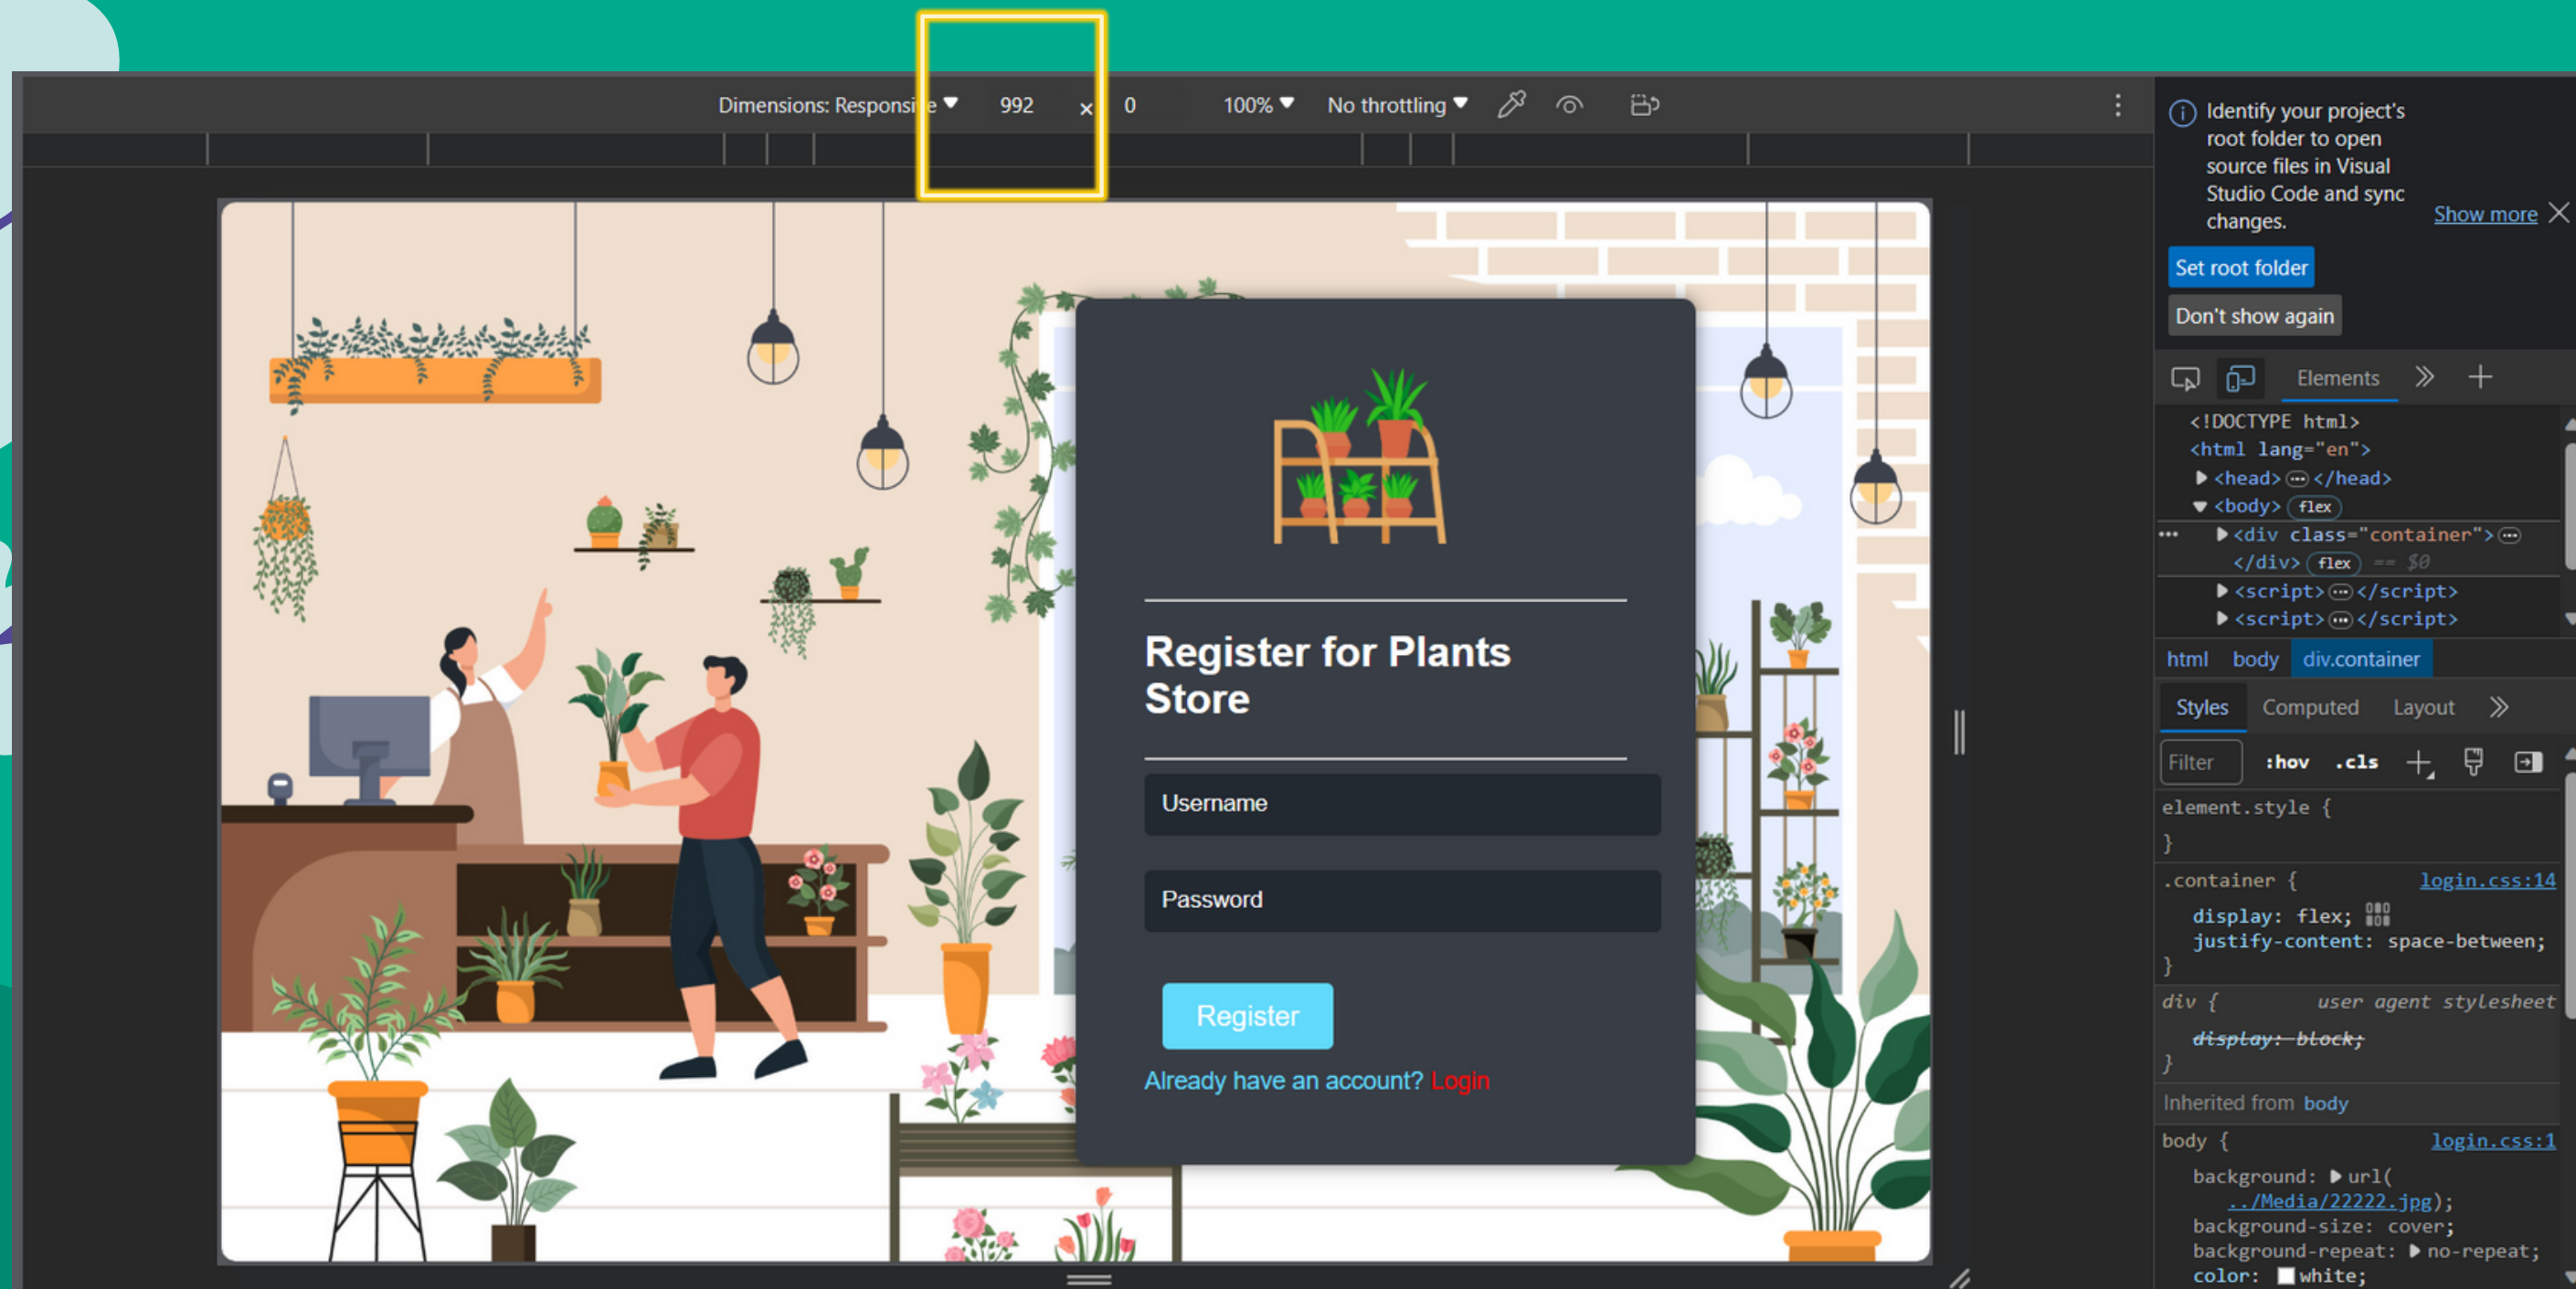 Dimensions: Responsive 992 × 0 100% No throttling
Register for Plants
Store
Username
Password
Register
Already have an account? Login
Identify your project's
root folder to open
source files in Visual
Studio Code and sync
changes.
Show more
Set root folder
Don't show again
Elements
<!DOCTYPE html>
<html lang="en">
<head> ⋯ </head>
<body> flex
⋯ <div class="container"> ⋯
</div> flex == $0
<script> ⋯ </script>
<script> ⋯ </script>
html body div.container
Styles Computed Layout
Filter :hov .cls
element.style {
}
.container { login.css:14
display: flex;
justify-content: space-between;
}
div { user agent stylesheet
display: block;
}
Inherited from body
body { login.css:1
background: url(
../Media/22222.jpg);
background-size: cover;
background-repeat: no-repeat;
color: white;